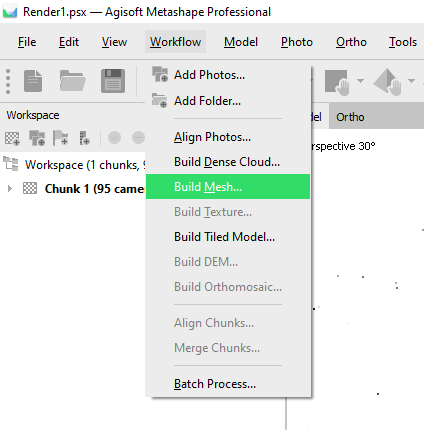 Render1.psx — Agisoft Metashape Professional
File Edit View Workflow Model Photo Ortho Tools
Add Photos...
Add Folder...
Ortho
Workspace
Align Photos...
rspective 30°
Workspace (1 chunks, 9
Build Dense Cloud...
Chunk 1 (95 came
Build Mesh...
Build Texture...
Build Tiled Model...
Build DEM...
Build Orthomosaic...
Align Chunks...
Merge Chunks...
Batch Process...